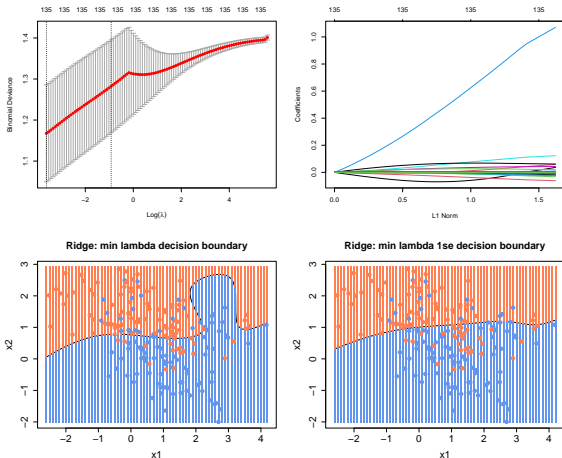 135 135 135 135 135 135 135 135 135 135 135 135
1.4
1.3
1.2
1.1
Binomial Deviance
−2 0 2 4
Log(λ)
135 135 135 135
1.0
0.8
0.6
0.4
0.2
0.0
Coefficients
0.0 0.5 1.0 1.5
L1 Norm
Ridge: min lambda decision boundary
3
2
1
0
−1
−2
x2
−2 −1 0 1 2 3 4
x1
Ridge: min lambda 1se decision boundary
3
2
1
0
−1
−2
x2
−2 −1 0 1 2 3 4
x1